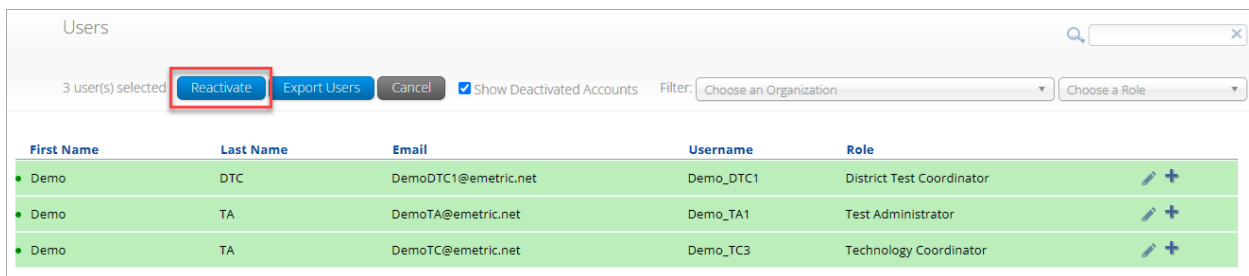 Users
3 user(s) selected Reactivate Export Users Cancel Show Deactivated Accounts Filter: Choose an Organization Choose a Role
First Name Last Name Email Username Role
Demo DTC DemoDTC1@emetric.net Demo_DTC1 District Test Coordinator
Demo TA DemoTA@emetric.net Demo_TA1 Test Administrator
Demo TA DemoTC@emetric.net Demo_TC3 Technology Coordinator